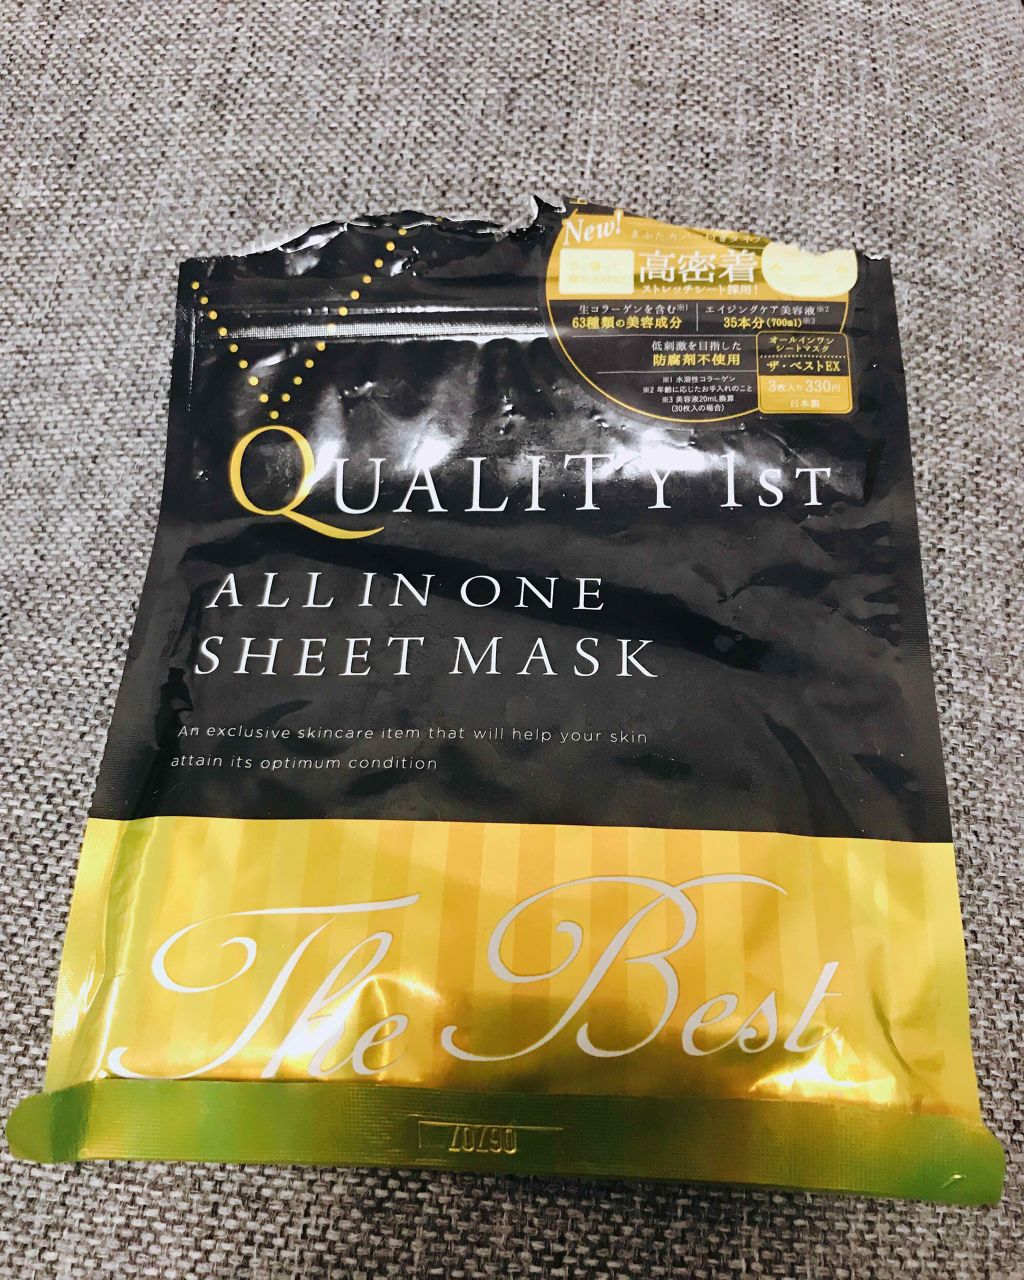 New!
まぶたカバー
高密着
ストレッチシート採用!
生コラーゲンを含む※1
63種類の美容成分
エイジングケア美容液※2
35本分(700ml)※3
低刺激を目指した
防腐剤不使用
オールインワン
シートマスク
ザ・ベストEX
3枚入り 330円
日本製
※1 水溶性コラーゲン
※2 年齢に応じたお手入れのこと
※3 美容液20mL換算
(30枚入の場合)
QUALITY 1ST
ALL IN ONE
SHEET MASK
An exclusive skincare item that will help your skin
attain its optimum condition
The Best